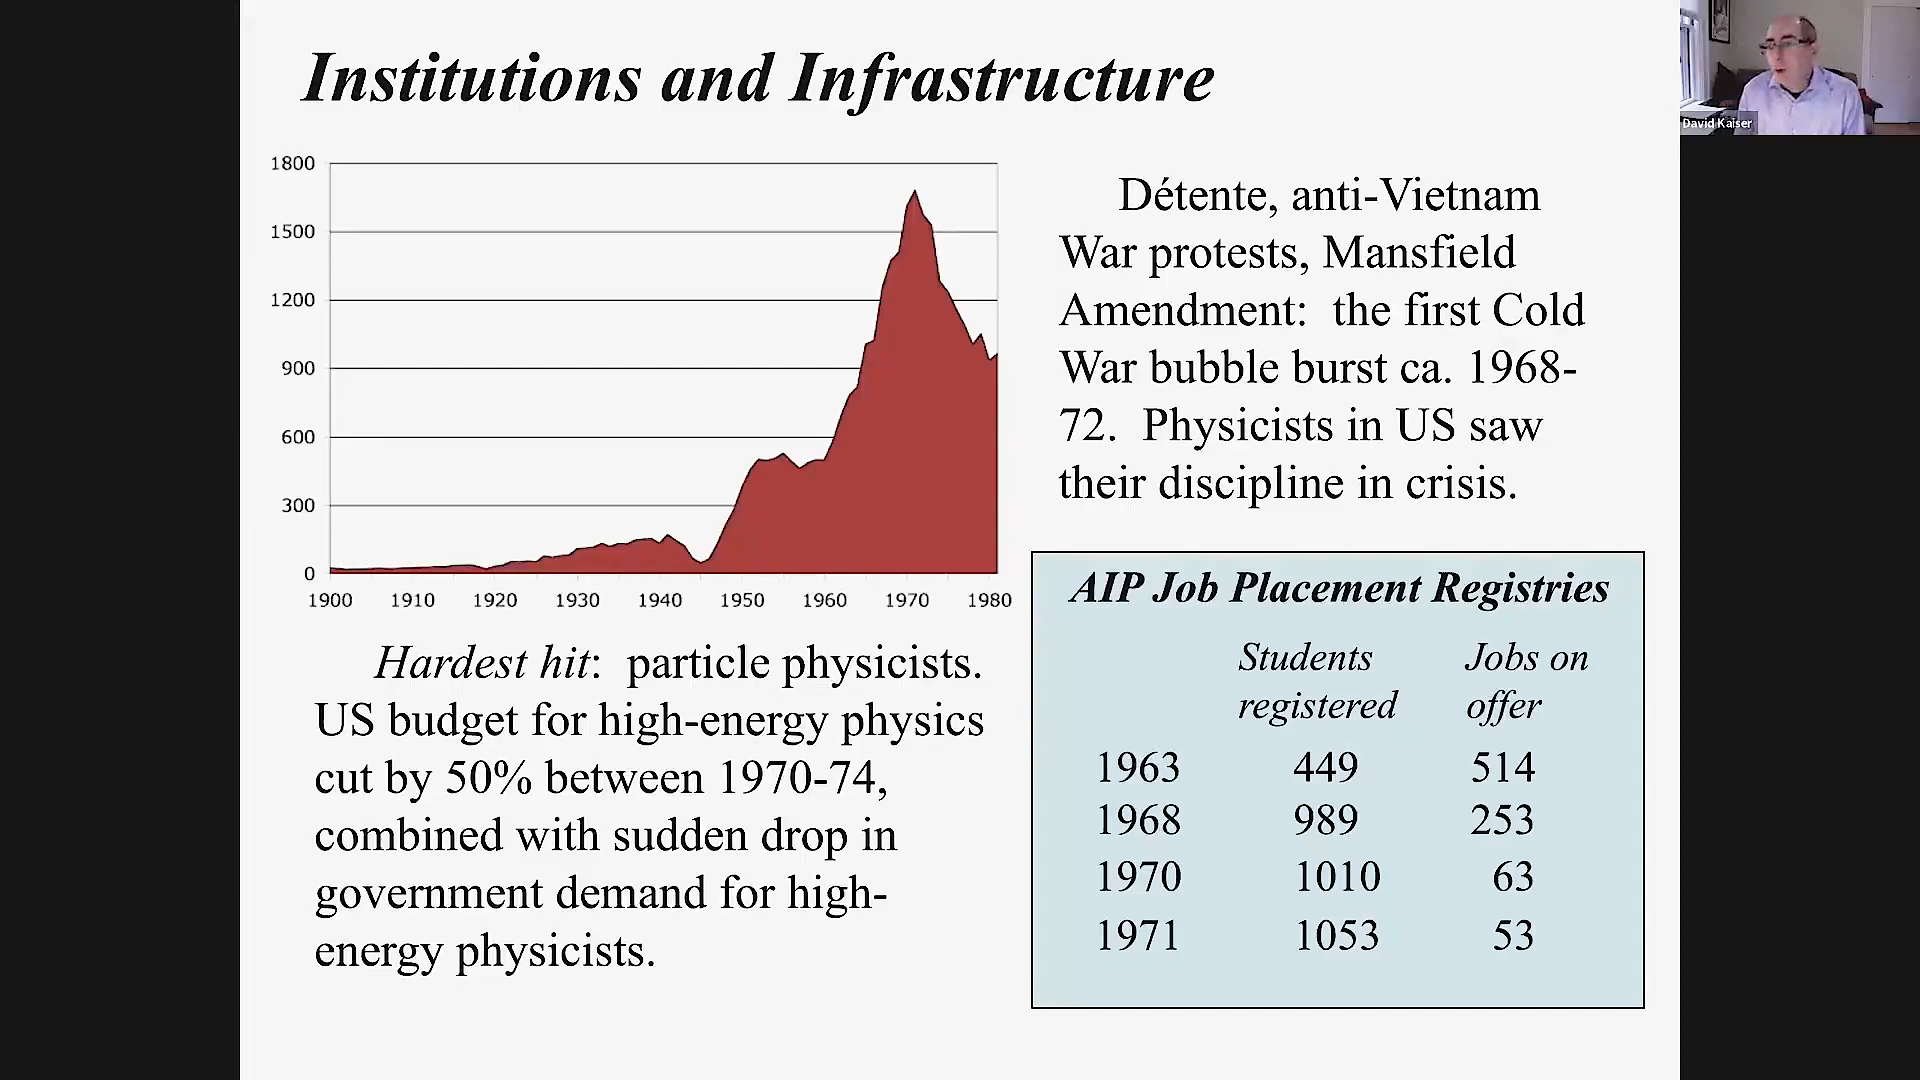 Institutions and Infrastructure
David Kaiser
1800
1500
1200
900
600
300
0
1900 1910 1920 1930 1940 1950 1960 1970 1980
Détente, anti-Vietnam
War protests, Mansfield
Amendment: the first Cold
War bubble burst ca. 1968-
72. Physicists in US saw
their discipline in crisis.
Hardest hit: particle physicists.
US budget for high-energy physics
cut by 50% between 1970-74,
combined with sudden drop in
government demand for high-
energy physicists.
AIP Job Placement Registries
Students Jobs on
registered offer
1963 449 514
1968 989 253
1970 1010 63
1971 1053 53